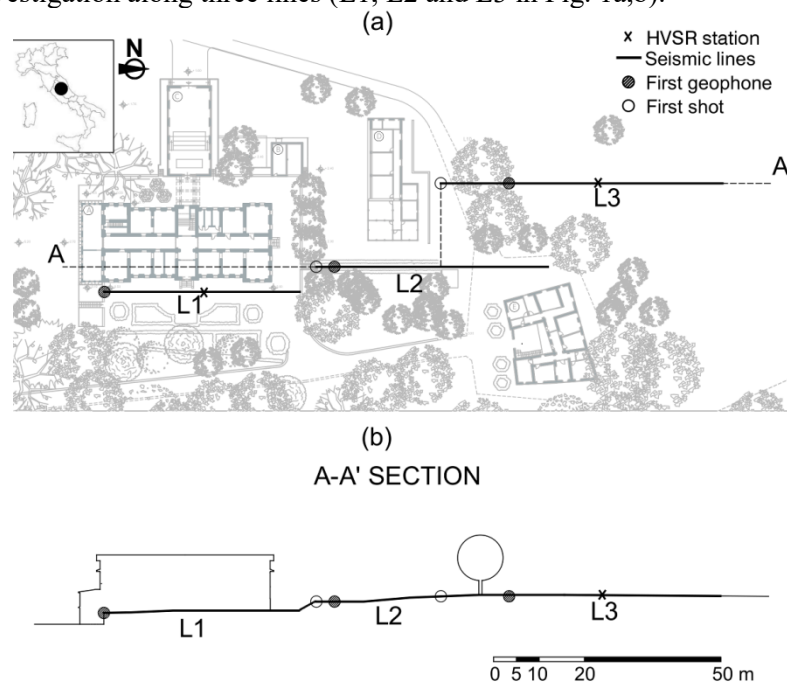 estigation along three lines (L1, L2 and L3 in Fig. 1a,b).
(a)
N
x HVSR station
Seismic lines
First geophone
First shot
A
L3
A
L2
L1
(b)
A-A' SECTION
L1
L2
L3
0 5 10 20 50 m